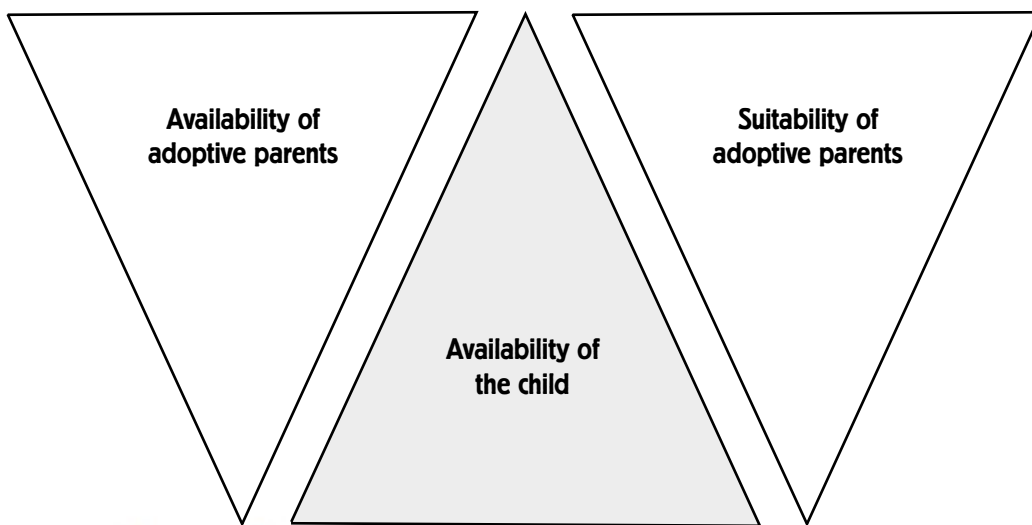 Availability of
adoptive parents
Suitability of
adoptive parents
Availability of
the child